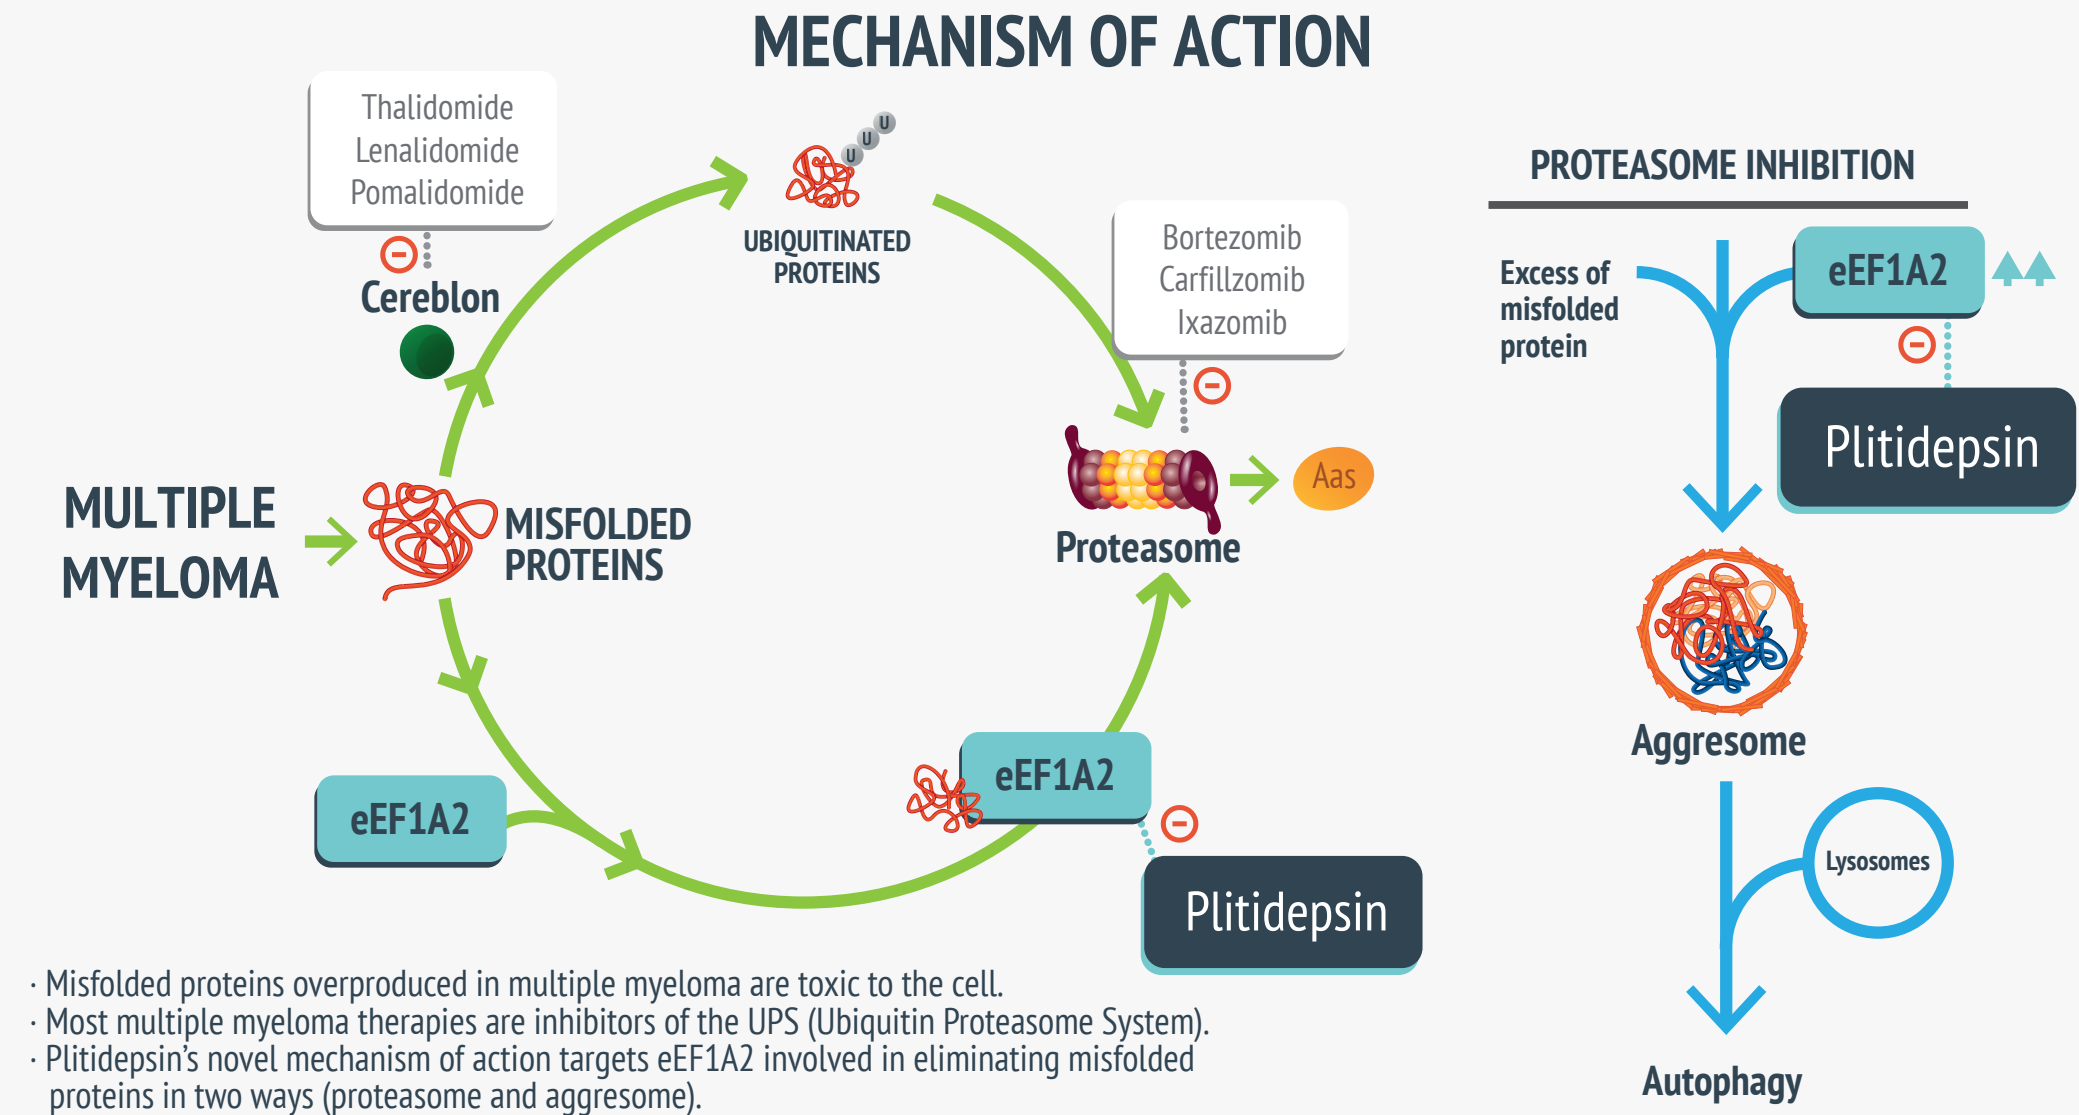 MECHANISM OF ACTION
Thalidomide
Lenalidomide
Pomalidomide
Cereblon
U
U
U
UBIQUITINATED
PROTEINS
Bortezomib
Carfillzomib
Ixazomib
MULTIPLE
MYELOMA
MISFOLDED
PROTEINS
Proteasome
Aas
eEF1A2
eEF1A2
Plitidepsin
PROTEASOME INHIBITION
Excess of
misfolded
protein
eEF1A2
Plitidepsin
Aggresome
Lysosomes
Autophagy
· Misfolded proteins overproduced in multiple myeloma are toxic to the cell.
· Most multiple myeloma therapies are inhibitors of the UPS (Ubiquitin Proteasome System).
· Plitidepsin’s novel mechanism of action targets eEF1A2 involved in eliminating misfolded
proteins in two ways (proteasome and aggresome).